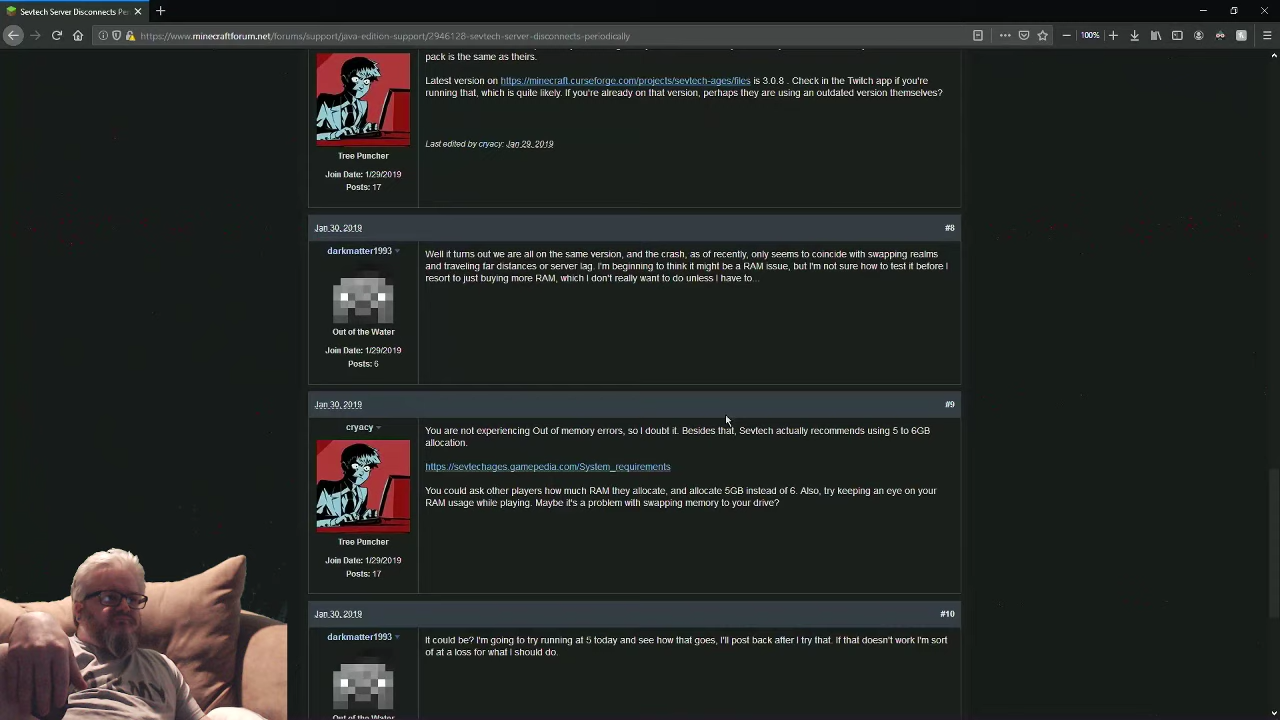 Sevtech Server Disconnects Pe
https://www.minecraftforum.net/forums/support/java-edition-support/2946128-sevtech-server-disconnects-periodically
100%
pack is the same as theirs.
Latest version on https://minecraft.curseforge.com/projects/sevtech-ages/files is 3.0.8 . Check in the Twitch app if you're
running that, which is quite likely. If you're already on that version, perhaps they are using an outdated version themselves?
Last edited by cryacy: Jan 29, 2019
Tree Puncher
Join Date: 1/29/2019
Posts: 17
Jan 30, 2019
#8
darkmatter1993
Well it turns out we are all on the same version, and the crash, as of recently, only seems to coincide with swapping realms
and traveling far distances or server lag. I'm beginning to think it might be a RAM issue, but I'm not sure how to test it before I
resort to just buying more RAM, which I don't really want to do unless I have to...
Out of the Water
Join Date: 1/29/2019
Posts: 6
Jan 30, 2019
#9
cryacy
You are not experiencing Out of memory errors, so I doubt it. Besides that, Sevtech actually recommends using 5 to 6GB
allocation.
https://sevtechages.gamepedia.com/System_requirements
You could ask other players how much RAM they allocate, and allocate 5GB instead of 6. Also, try keeping an eye on your
RAM usage while playing. Maybe it's a problem with swapping memory to your drive?
Tree Puncher
Join Date: 1/29/2019
Posts: 17
Jan 30, 2019
#10
darkmatter1993
It could be? I'm going to try running at 5 today and see how that goes, I'll post back after I try that. If that doesn't work I'm sort
of at a loss for what I should do.
Out of the Water